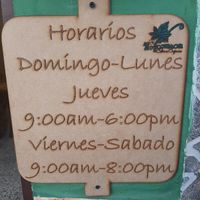 Horarios
Domingo-Lunes
Jueves
9:00am-6:00pm
Viernes-Sabado
9:00am-8:00pm